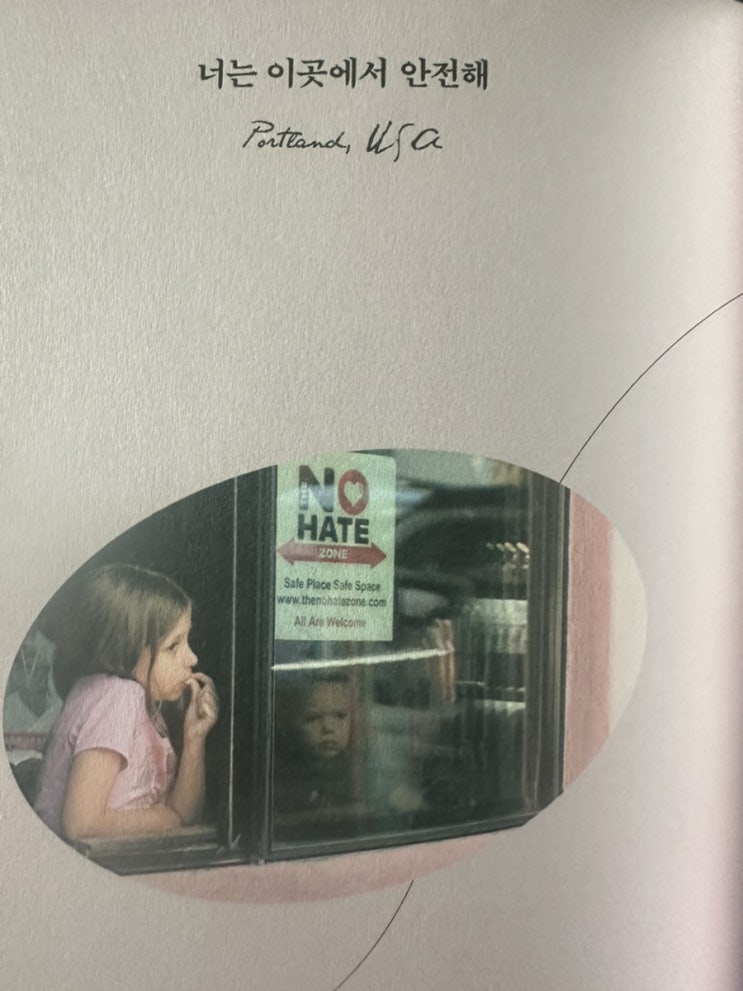 너는 이곳에서 안전해
Portland, USA
THE
NO
HATE
ZONE
Safe Place Safe Space
www.thenohatezone.com
All Are Welcome